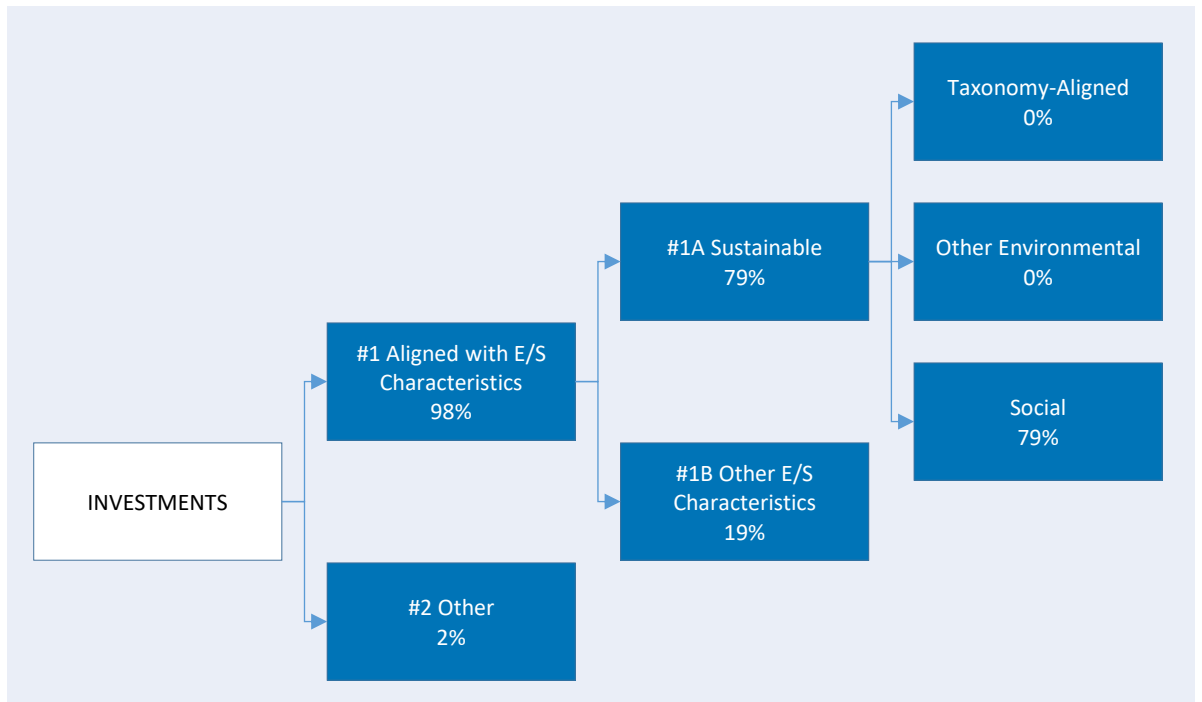 INVESTMENTS
#1 Aligned with E/S
Characteristics
98%
#2 Other
2%
#1A Sustainable
79%
#1B Other E/S
Characteristics
19%
Taxonomy-Aligned
0%
Other Environmental
0%
Social
79%